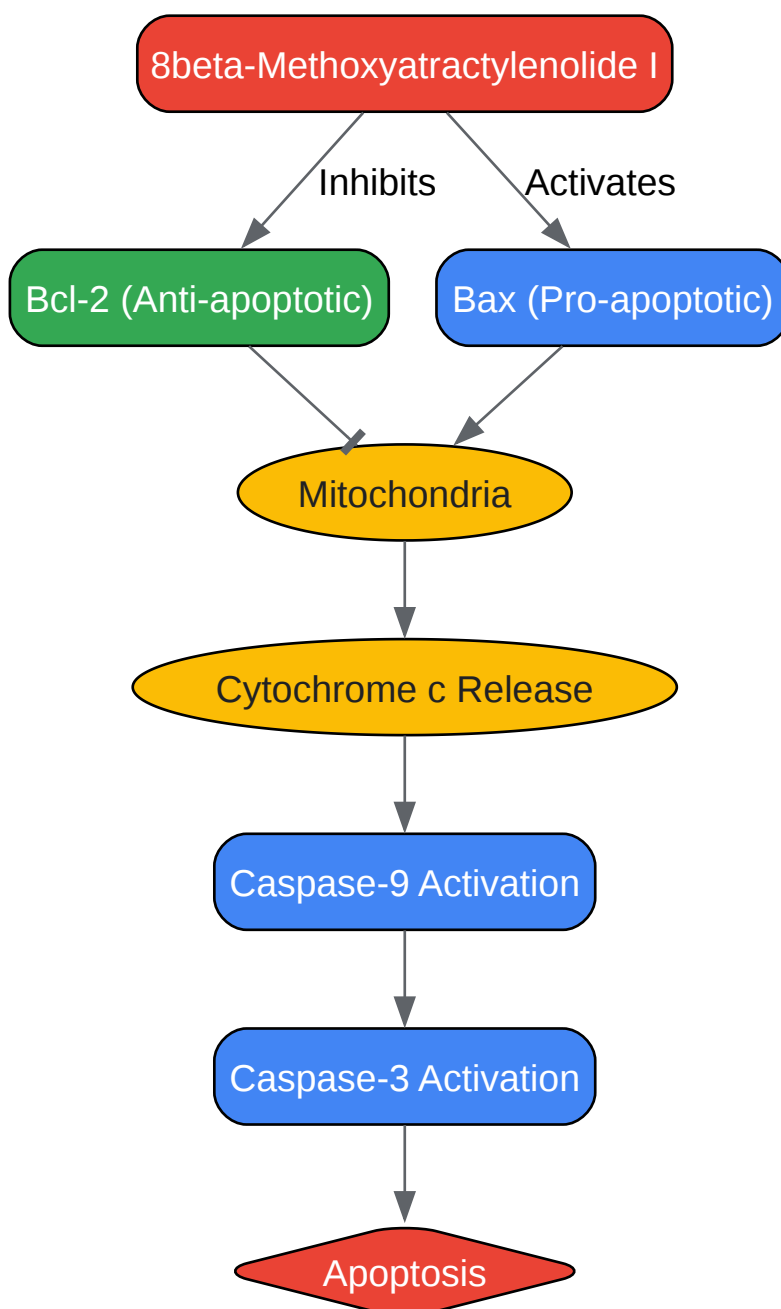 8beta-Methoxyatractylenolide I
Inhibits
Activates
Bcl-2 (Anti-apoptotic)
Bax (Pro-apoptotic)
Mitochondria
Cytochrome c Release
Caspase-9 Activation
Caspase-3 Activation
Apoptosis